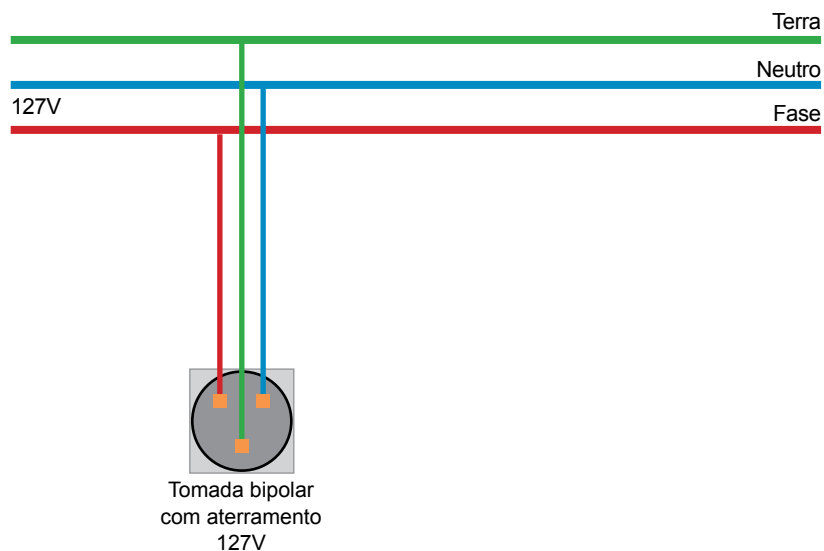 Terra
Neutro
127V
Fase
Tomada bipolar
com aterramento
127V